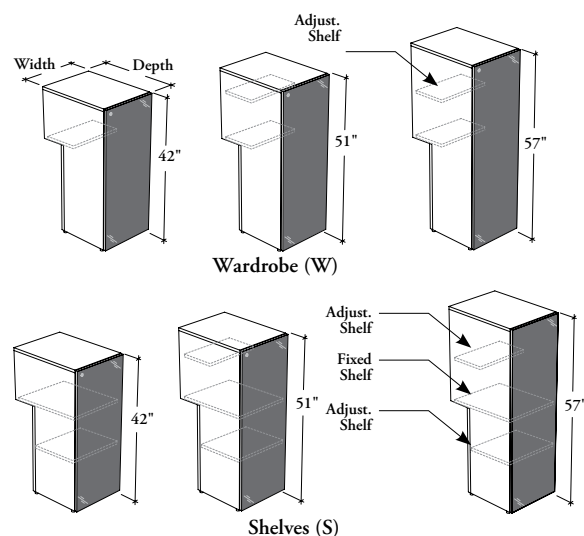 Adjust.
Shelf
Width
Depth
42"
51"
57"
Wardrobe (W)
Adjust.
Shelf
Fixed
Shelf
Adjust.
Shelf
42"
51"
57"
Shelves (S)